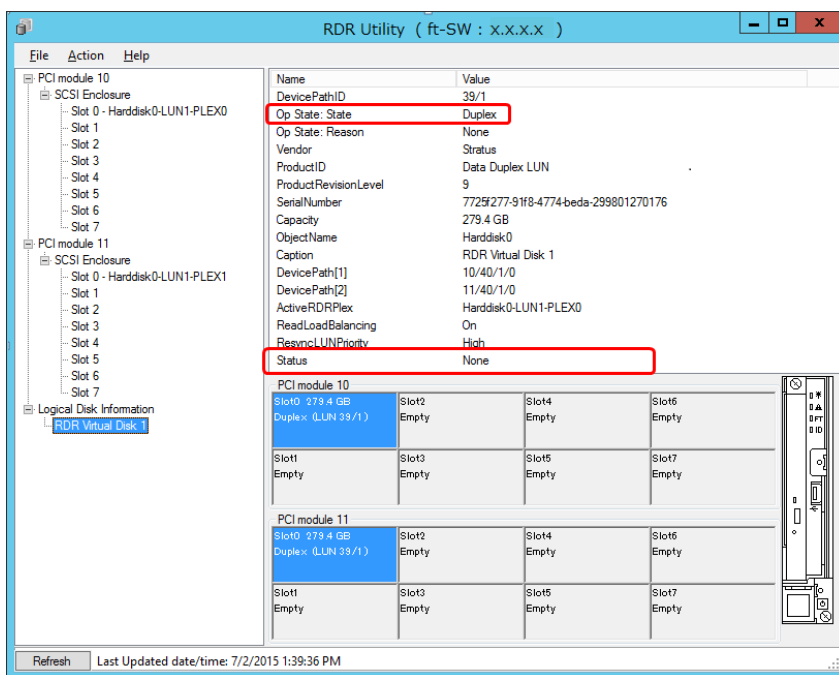 RDR Utility ( ft-SW : x.x.x.x )
File Action Help
PCI module 10
SCSI Enclosure
Slot 0 - Harddisk0-LUN1-PLEX0
Slot 1
Slot 2
Slot 3
Slot 4
Slot 5
Slot 6
Slot 7
PCI module 11
SCSI Enclosure
Slot 0 - Harddisk0-LUN1-PLEX1
Slot 1
Slot 2
Slot 3
Slot 4
Slot 5
Slot 6
Slot 7
Logical Disk Information
RDR Virtual Disk 1
Name Value
DevicePathID 39/1
Op State: State Duplex
Op State: Reason None
Vendor Stratus
ProductID Data Duplex LUN
ProductRevisionLevel 9
SerialNumber 7725f277-91f8-4774-beda-299801270176
Capacity 279.4 GB
ObjectName Harddisk0
Caption RDR Virtual Disk 1
DevicePath[1] 10/40/1/0
DevicePath[2] 11/40/1/0
ActiveRDRPlex Harddisk0-LUN1-PLEX0
ReadLoadBalancing On
ResyncLUNPriority High
Status None
PCI module 10
Slot0 279.4 GB Slot2 Slot4 Slot6
Duplex (LUN 39/1) Empty Empty Empty
Slot1 Slot3 Slot5 Slot7
Empty Empty Empty Empty
PCI module 11
Slot0 279.4 GB Slot2 Slot4 Slot6
Duplex (LUN 39/1) Empty Empty Empty
Slot1 Slot3 Slot5 Slot7
Empty Empty Empty Empty
FT
ID
Refresh Last Updated date/time: 7/2/2015 1:39:36 PM